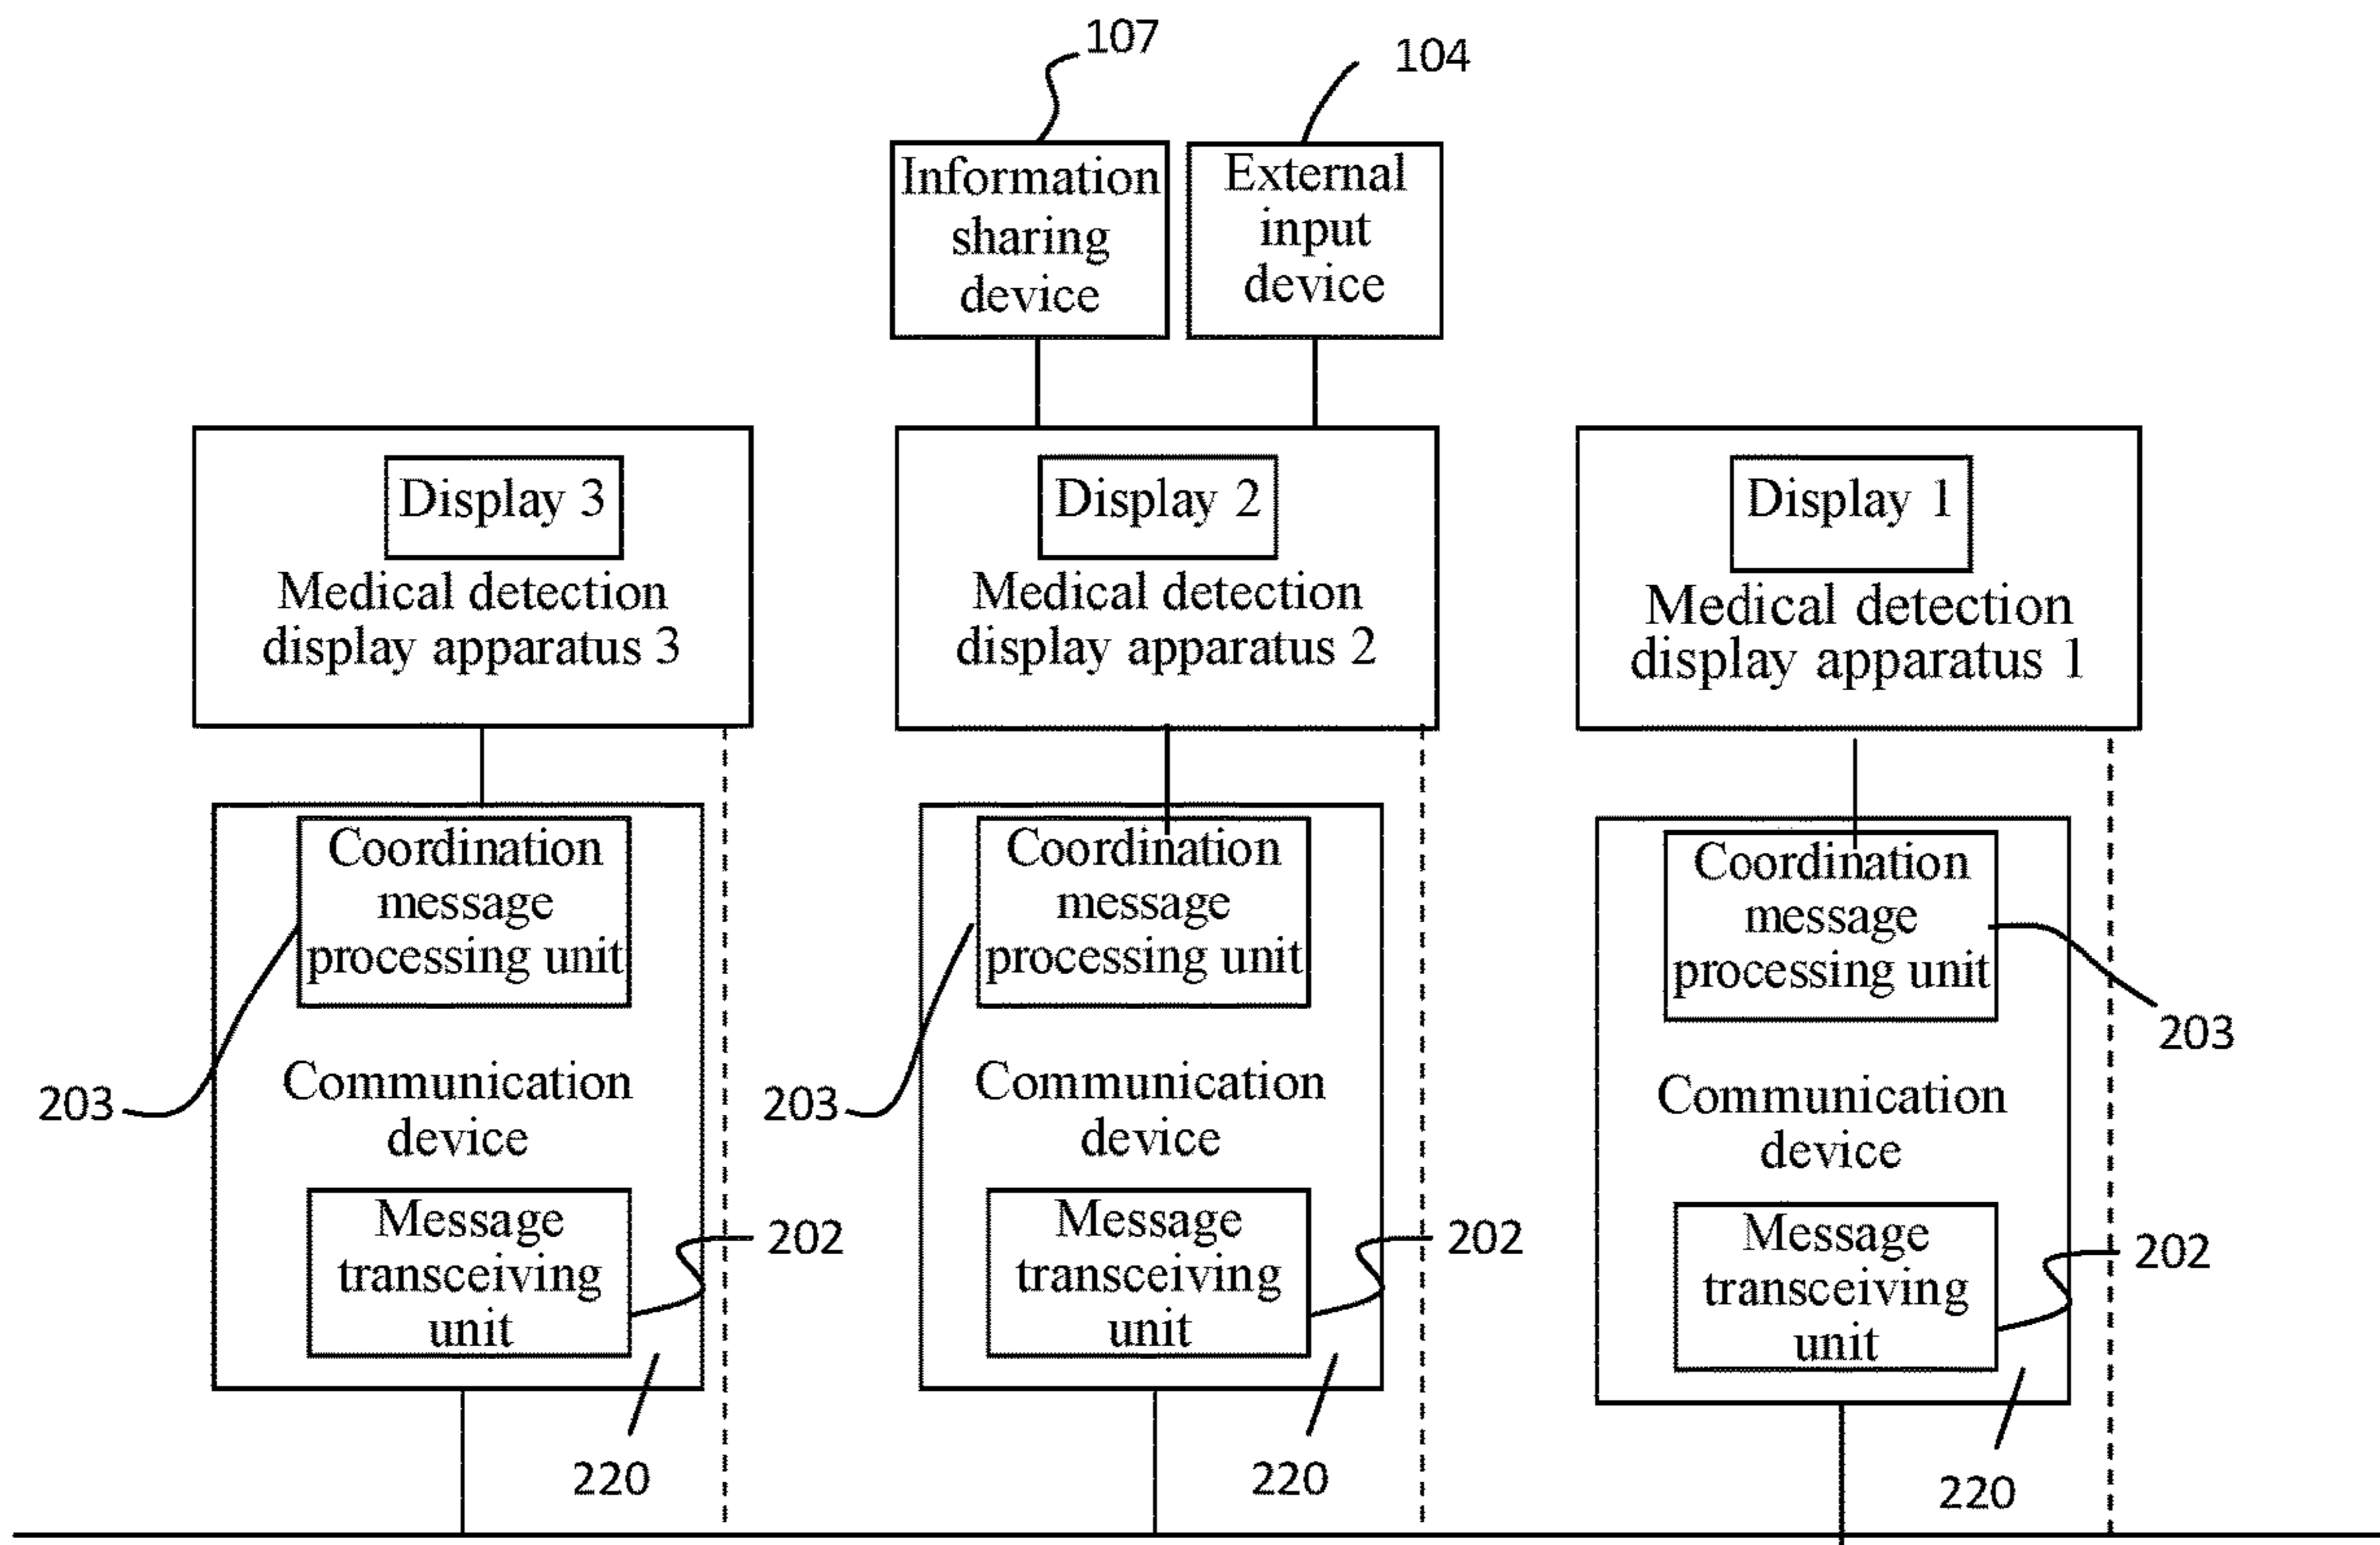 107
104
Information
sharing
device
External
input
device
Display 3
Medical detection
display apparatus 3
Display 2
Medical detection
display apparatus 2
Display 1
Medical detection
display apparatus 1
Coordination
message
processing unit
203
Communication
device
Message
transceiving
unit
202
220
Coordination
message
processing unit
203
Communication
device
Message
transceiving
unit
202
220
Coordination
message
processing unit
203
Communication
device
Message
transceiving
unit
202
220